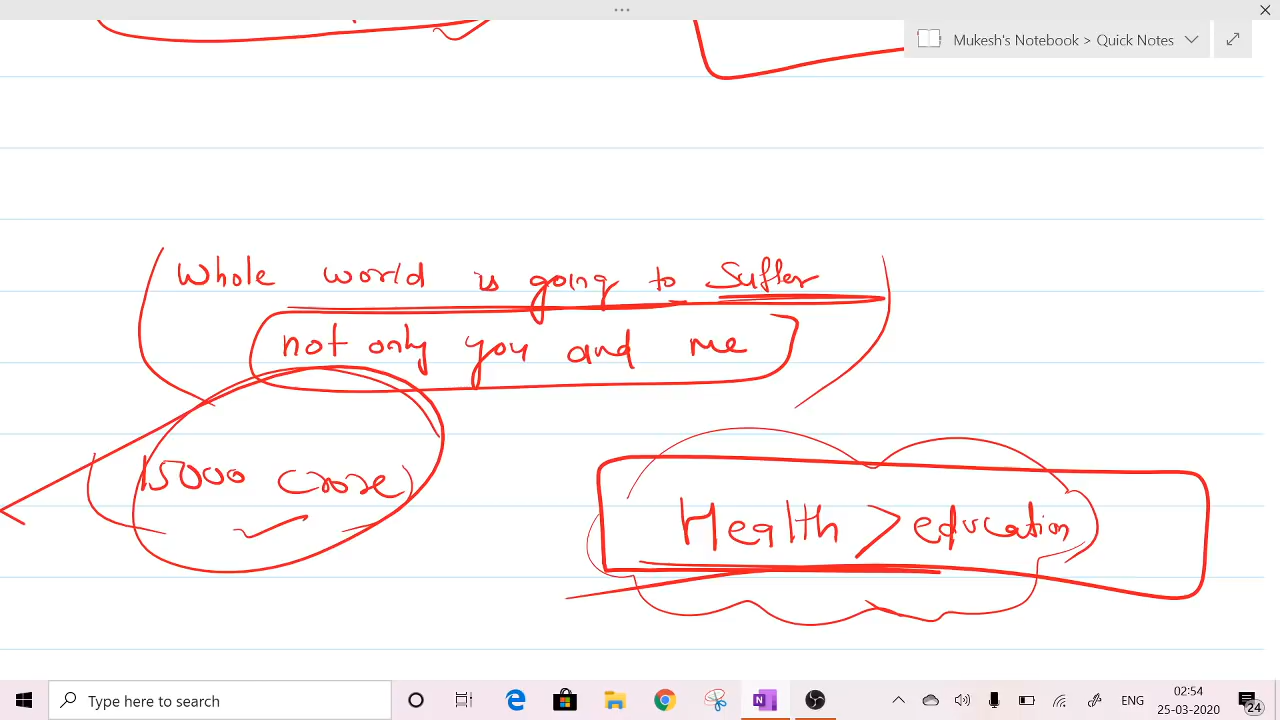 Mukesh's Notebook > Quick Notes
Whole world is going to Suffer
not only you and me
15000 crore
Health > education
Type here to search
ENG
02:54
25-03-2020
24